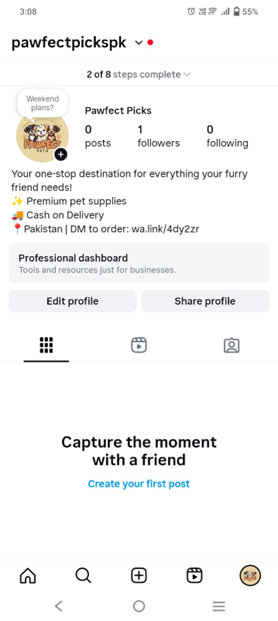 3:08
55%
pawfectpickspk
2 of 8 steps complete
Weekend
plans?
PAWFECT
PETS
Pawfect Picks
0 1 0
posts followers following
Your one-stop destination for everything your furry
friend needs!
✨ Premium pet supplies
🚚 Cash on Delivery
📍Pakistan | DM to order: wa.link/4dy2zr
Professional dashboard
Tools and resources just for businesses.
Edit profile Share profile
Capture the moment
with a friend
Create your first post